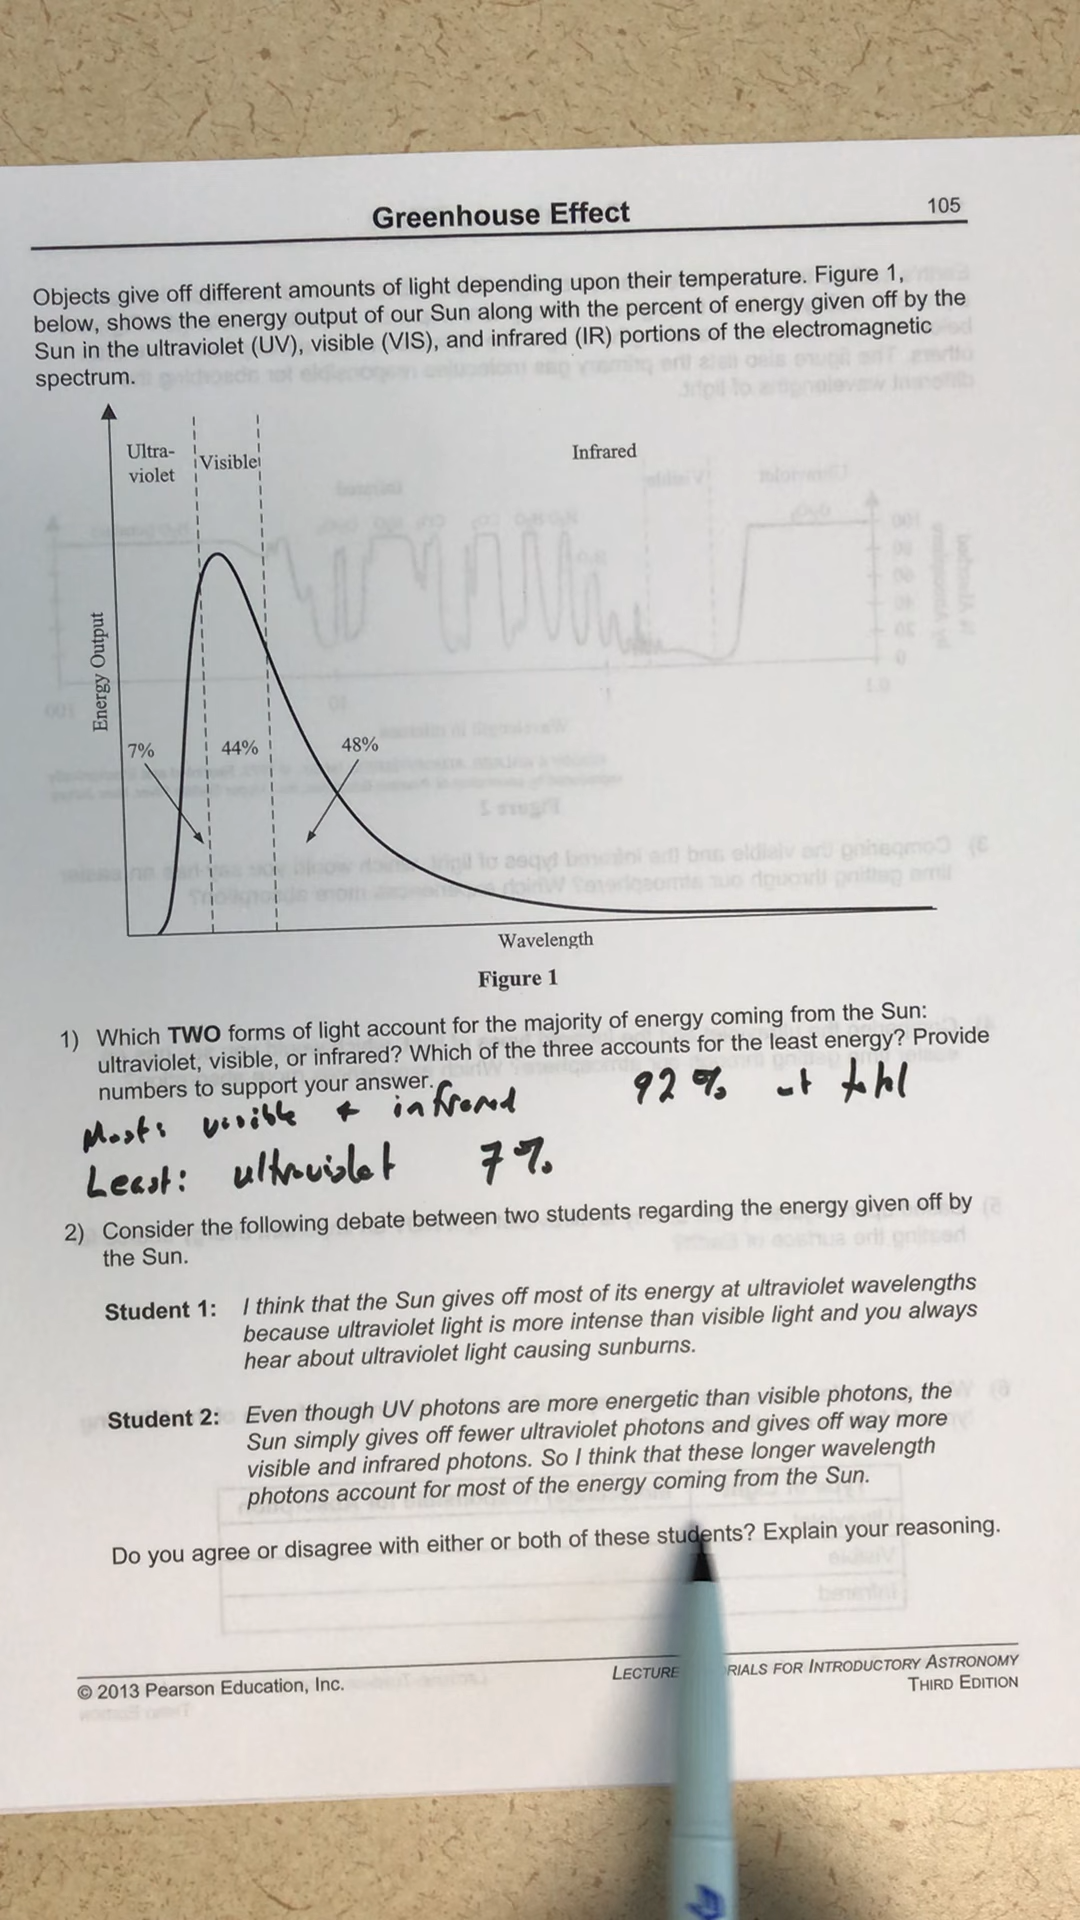 Greenhouse Effect
105
Objects give off different amounts of light depending upon their temperature. Figure 1,
below, shows the energy output of our Sun along with the percent of energy given off by the
Sun in the ultraviolet (UV), visible (VIS), and infrared (IR) portions of the electromagnetic
spectrum.
Ultra-
violet
Visible
Infrared
Energy Output
7%
44%
48%
Wavelength
Figure 1
1) Which TWO forms of light account for the majority of energy coming from the Sun:
ultraviolet, visible, or infrared? Which of the three accounts for the least energy? Provide
numbers to support your answer.
Most: visible + infrared 92%
Least: ultraviolet 7%
2) Consider the following debate between two students regarding the energy given off by
the Sun.
Student 1: I think that the Sun gives off most of its energy at ultraviolet wavelengths
because ultraviolet light is more intense than visible light and you always
hear about ultraviolet light causing sunburns.
Student 2: Even though UV photons are more energetic than visible photons, the
Sun simply gives off fewer ultraviolet photons and gives off way more
visible and infrared photons. So I think that these longer wavelength
photons account for most of the energy coming from the Sun.
Do you agree or disagree with either or both of these students? Explain your reasoning.
© 2013 Pearson Education, Inc.
LECTURE RIALS FOR INTRODUCTORY ASTRONOMY
THIRD EDITION